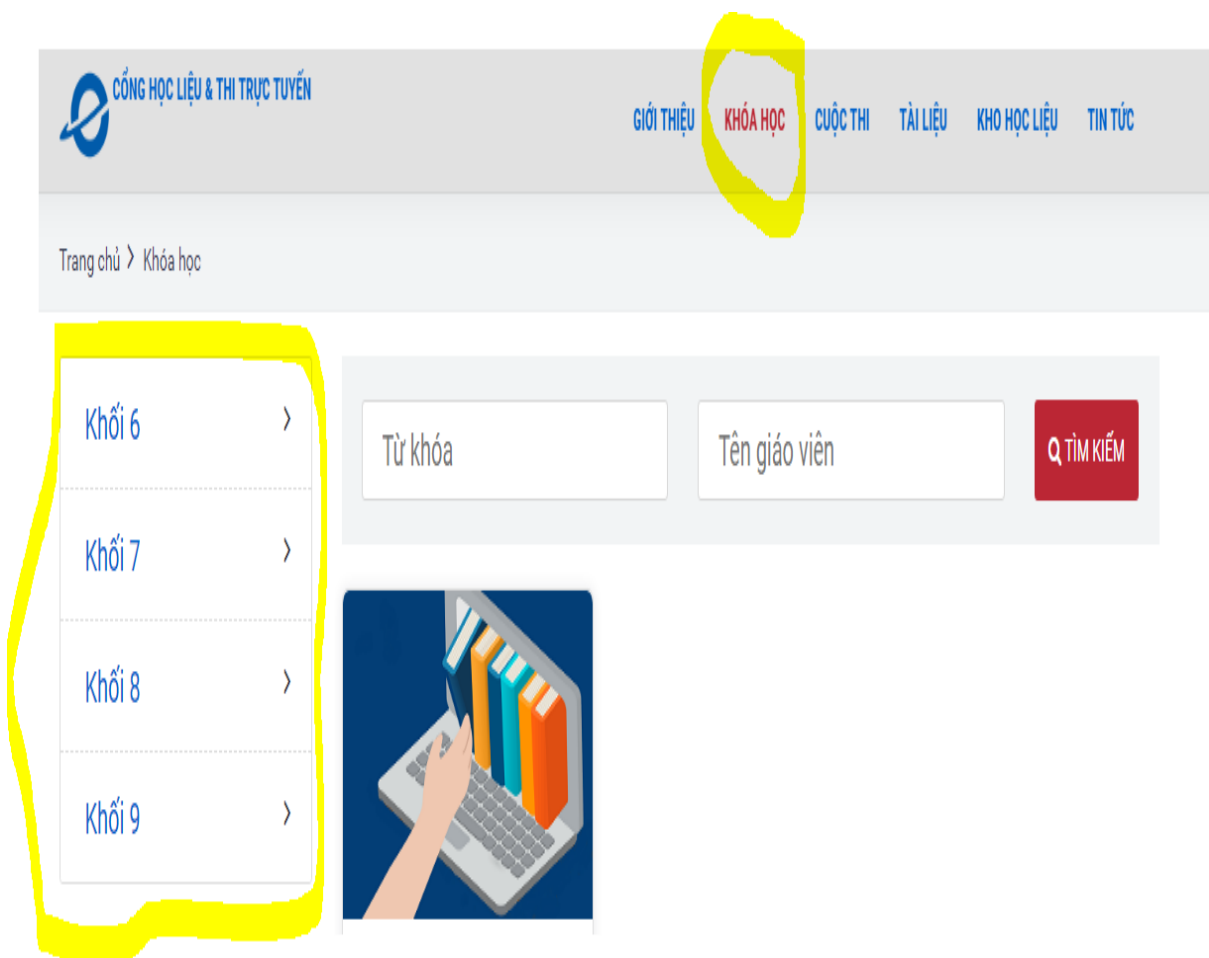 CỔNG HỌC LIỆU & THI TRỰC TUYẾN
GIỚI THIỆU KHÓA HỌC CUỘC THI TÀI LIỆU KHO HỌC LIỆU TIN TỨC
Trang chủ > Khóa học
Khối 6
Khối 7
Khối 8
Khối 9
Từ khóa
Tên giáo viên
TÌM KIẾM